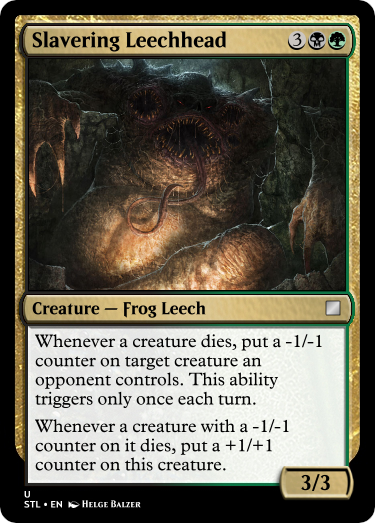 Slavering Leechhead 3
Creature — Frog Leech
Whenever a creature dies, put a -1/-1
counter on target creature an
opponent controls. This ability
triggers only once each turn.
Whenever a creature with a -1/-1
counter on it dies, put a +1/+1
counter on this creature.
3/3
U
STL • EN Helge Balzer